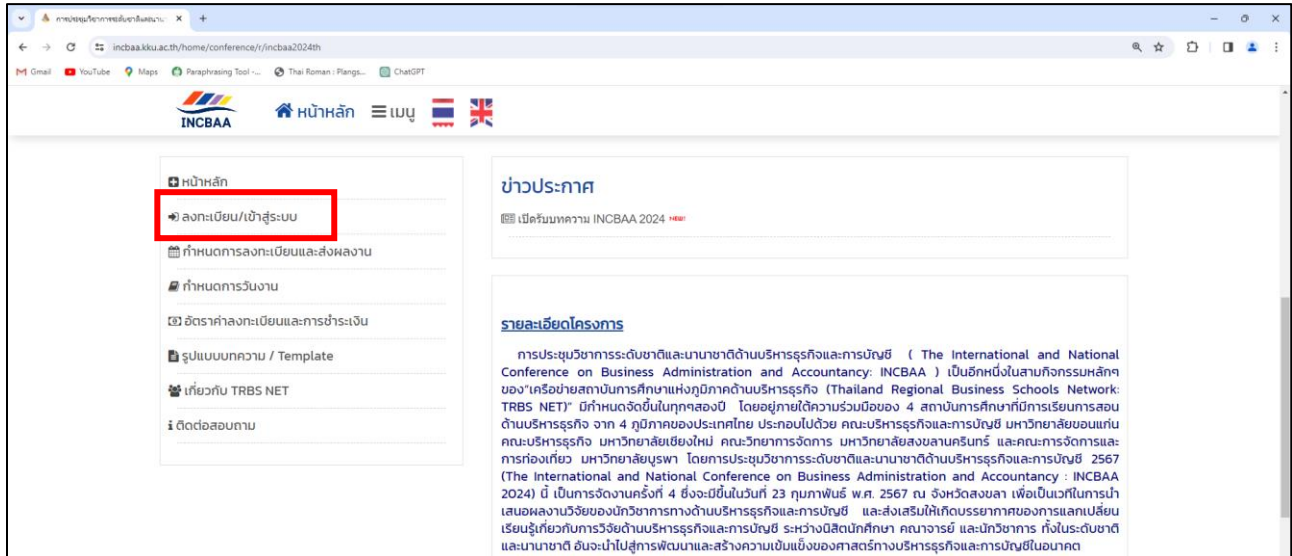 การประชุมวิชาการระดับชาติและนานา
incbaa.kku.ac.th/home/conference/r/incbaa2024th
Gmail YouTube Maps Paraphrasing Tool -... Thai Roman : Plangs... ChatGPT
INCBAA
หน้าหลัก เมนู
หน้าหลัก
ลงทะเบียน/เข้าสู่ระบบ
กำหนดการลงทะเบียนและส่งผลงาน
กำหนดการวันงาน
อัตราค่าลงทะเบียนและการชำระเงิน
รูปแบบบทความ / Template
เกี่ยวกับ TRBS NET
ติดต่อสอบถาม
ข่าวประกาศ
เปิดรับบทความ INCBAA 2024 NEW!
รายละเอียดโครงการ
การประชุมวิชาการระดับชาติและนานาชาติด้านบริหารธุรกิจและการบัญชี ( The International and National
Conference on Business Administration and Accountancy: INCBAA ) เป็นอีกหนึ่งในสามกิจกรรมหลักๆ
ของ"เครือข่ายสถาบันการศึกษาแห่งภูมิภาคด้านบริหารธุรกิจ (Thailand Regional Business Schools Network:
TRBS NET)" มีกำหนดจัดขึ้นในทุกๆสองปี โดยอยู่ภายใต้ความร่วมมือของ 4 สถาบันการศึกษาที่มีการเรียนการสอน
ด้านบริหารธุรกิจ จาก 4 ภูมิภาคของประเทศไทย ประกอบไปด้วย คณะบริหารธุรกิจและการบัญชี มหาวิทยาลัยขอนแก่น
คณะบริหารธุรกิจ มหาวิทยาลัยเชียงใหม่ คณะวิทยาการจัดการ มหาวิทยาลัยสงขลานครินทร์ และคณะการจัดการและ
การท่องเที่ยว มหาวิทยาลัยบูรพา โดยการประชุมวิชาการระดับชาติและนานาชาติด้านบริหารธุรกิจและการบัญชี 2567
(The International and National Conference on Business Administration and Accountancy : INCBAA
2024) นี้ เป็นการจัดงานครั้งที่ 4 ซึ่งจะมีขึ้นในวันที่ 23 กุมภาพันธ์ พ.ศ. 2567 ณ จังหวัดสงขลา เพื่อเป็นเวทีในการนำ
เสนอผลงานวิจัยของนักวิชาการทางด้านบริหารธุรกิจและการบัญชี และส่งเสริมให้เกิดบรรยากาศของการแลกเปลี่ยน
เรียนรู้เกี่ยวกับการวิจัยด้านบริหารธุรกิจและการบัญชี ระหว่างนิสิตนักศึกษา คณาจารย์ และนักวิชาการ ทั้งในระดับชาติ
และนานาชาติ อันจะนำไปสู่การพัฒนาและสร้างความเข้มแข็งของศาสตร์ทางบริหารธุรกิจและการบัญชีในอนาคต